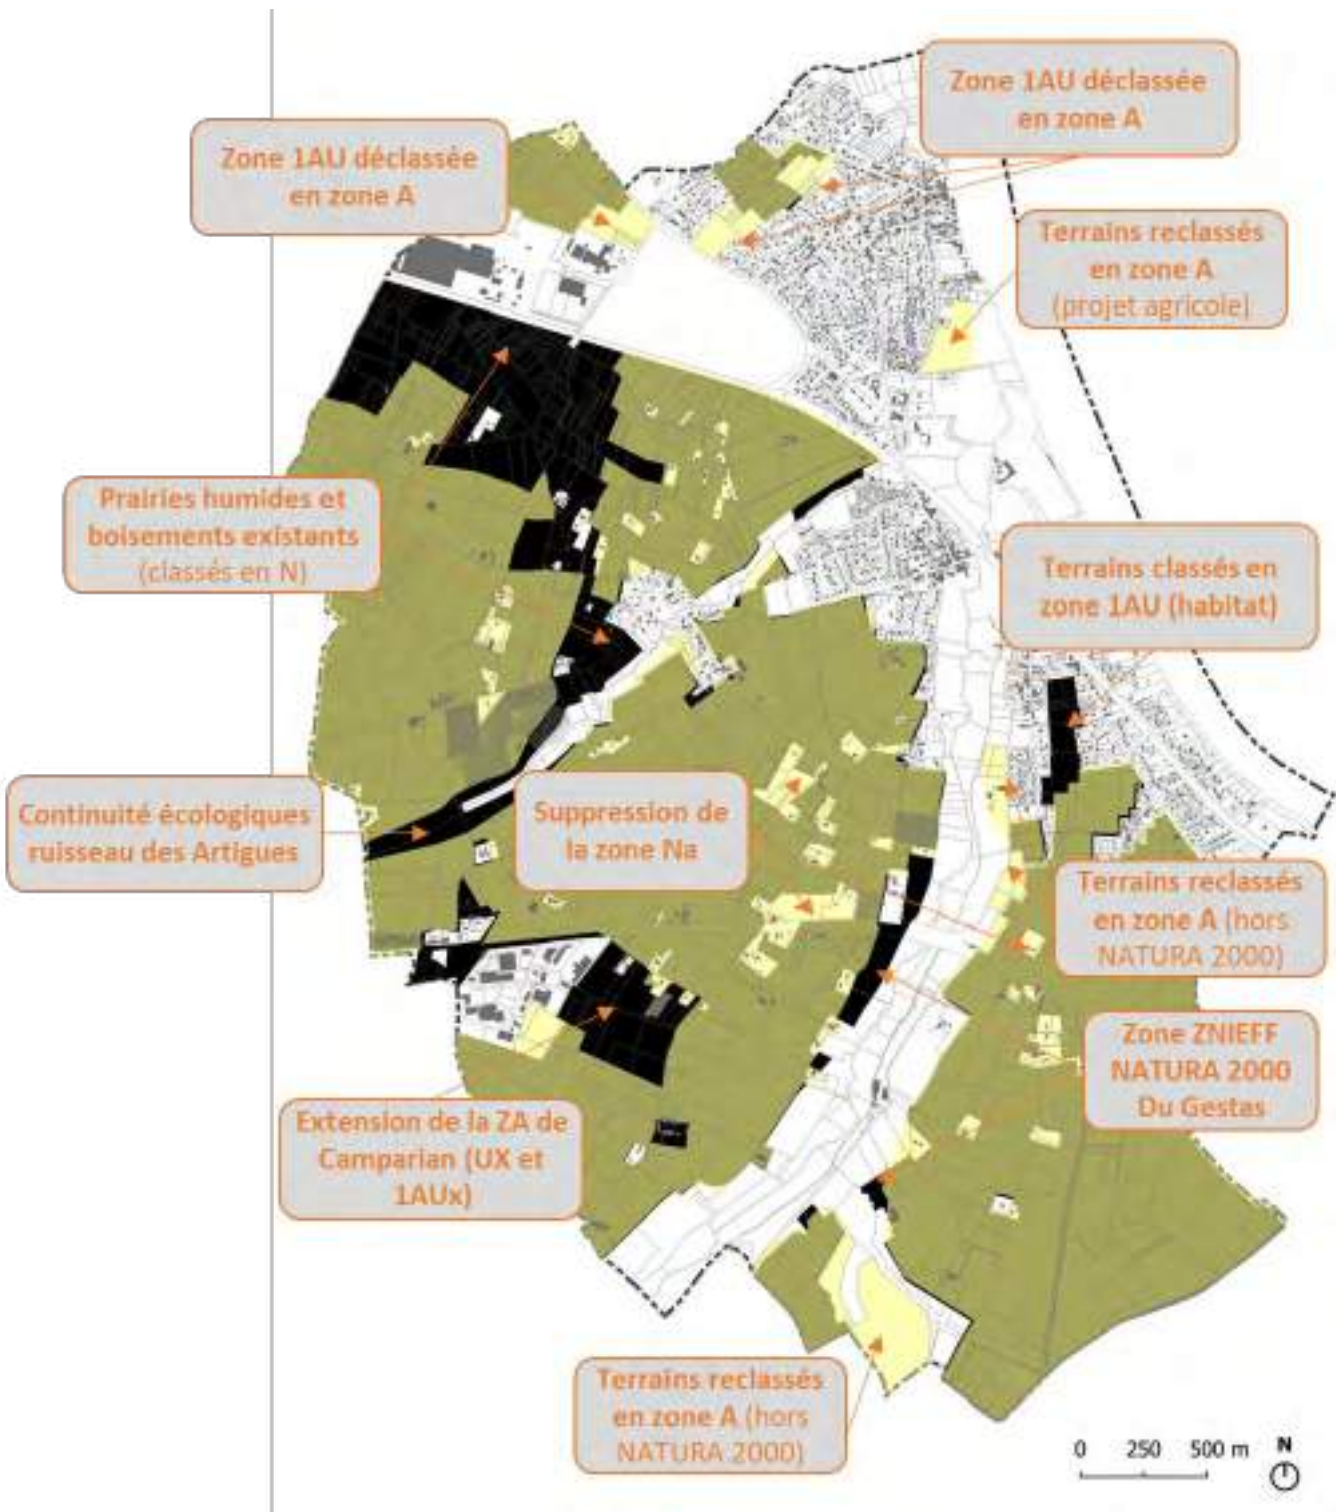 Zone 1AU déclassée
en zone A
Zone 1AU déclassée
en zone A
Terrains reclassés
en zone A
(projet agricole)
Prairies humides et
boisements existants
(classés en N)
Terrains classés en
zone 1AU (habitat)
Continuité écologiques
ruisseau des Artigues
Suppression de
la zone Na
Terrains reclassés
en zone A (hors
NATURA 2000)
Zone ZNIEFF
NATURA 2000
Du Gestas
Extension de la ZA de
Camparian (UX et
1AUx)
Terrains reclassés
en zone A (hors
NATURA 2000)
0 250 500 m
N